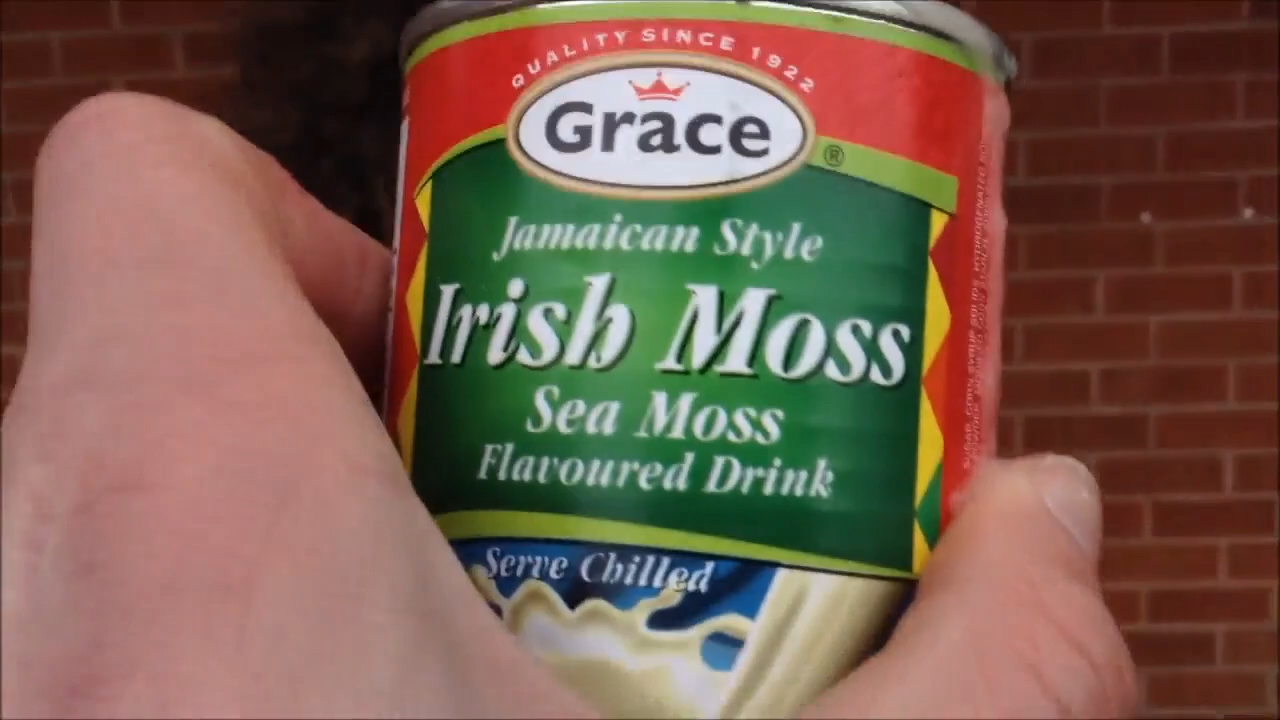 QUALITY SINCE 1922
Grace
®
Jamaican Style
Irish Moss
Sea Moss
Flavoured Drink
Serve Chilled